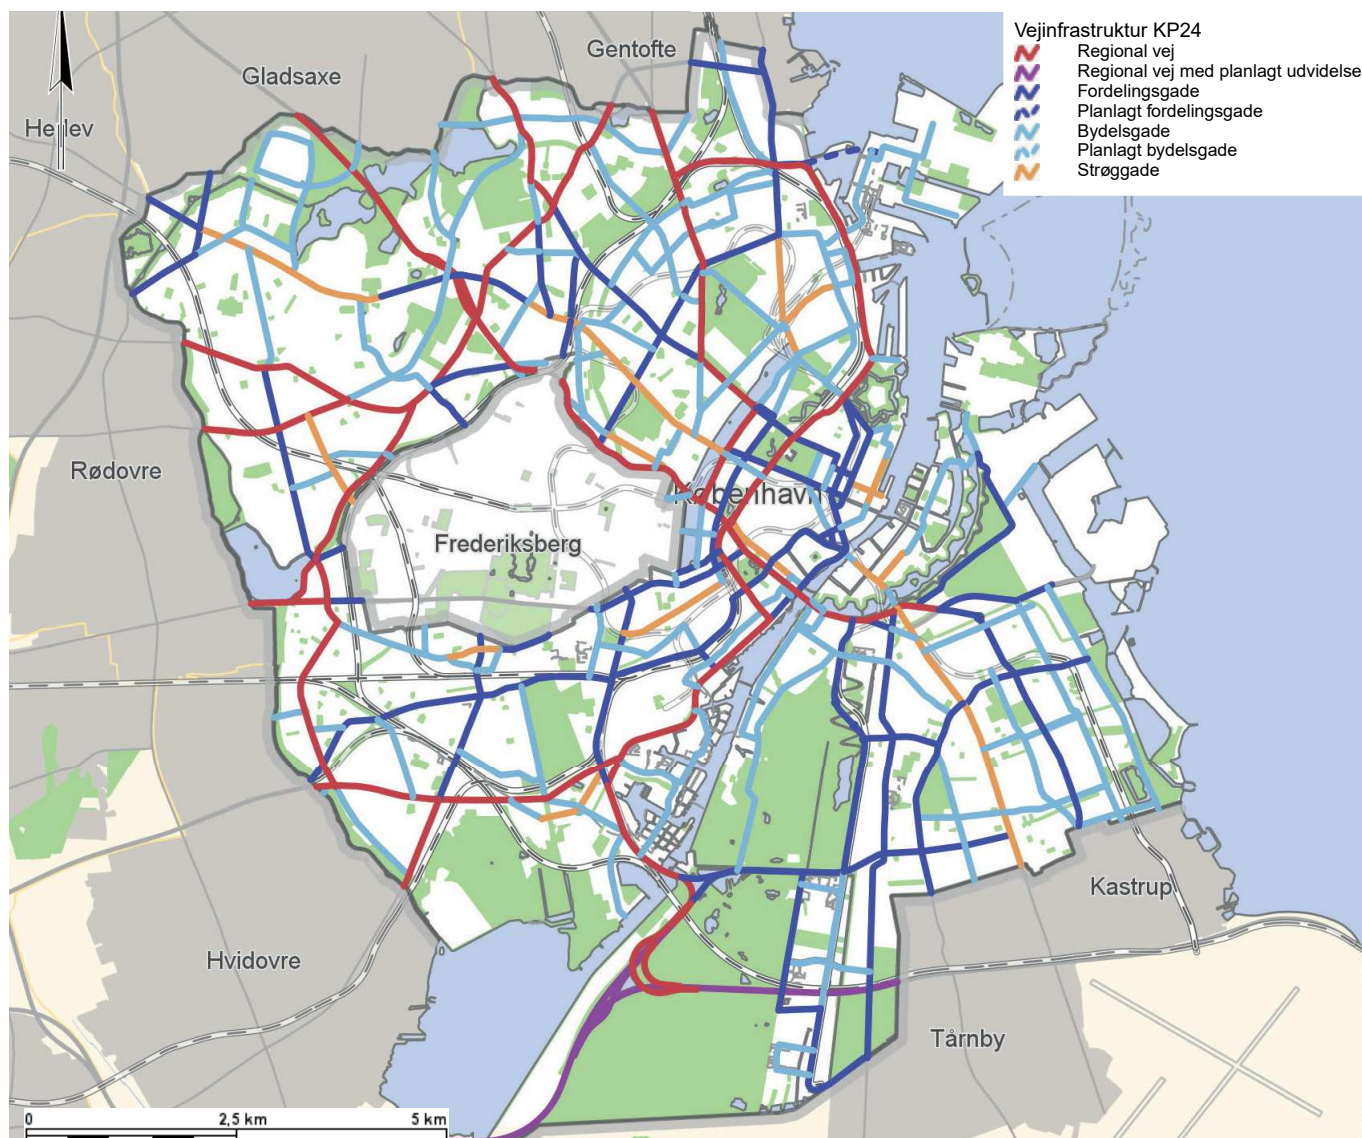 Vejinfrastruktur KP24
Regional vej
Regional vej med planlagt udvidelse
Fordelingsgade
Planlagt fordelingsgade
Bydelsgade
Planlagt bydelsgade
Strøggade
Gentofte
Gladsaxe
Herlev
Rødovre
København
Frederiksberg
Kastrup
Hvidovre
Tårnby
0 2,5 km 5 km